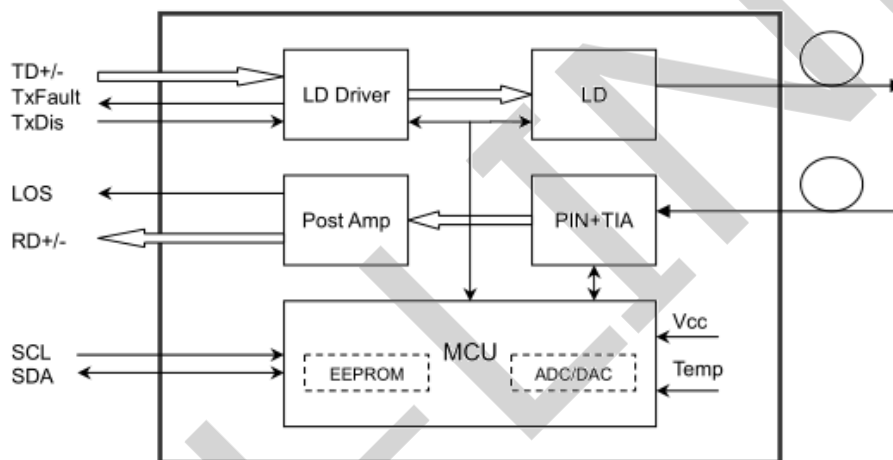 TD+/-
TxFault
TxDis
LD Driver
LD
LOS
RD+/-
Post Amp
PIN+TIA
SCL
SDA
MCU
EEPROM
ADC/DAC
Vcc
Temp